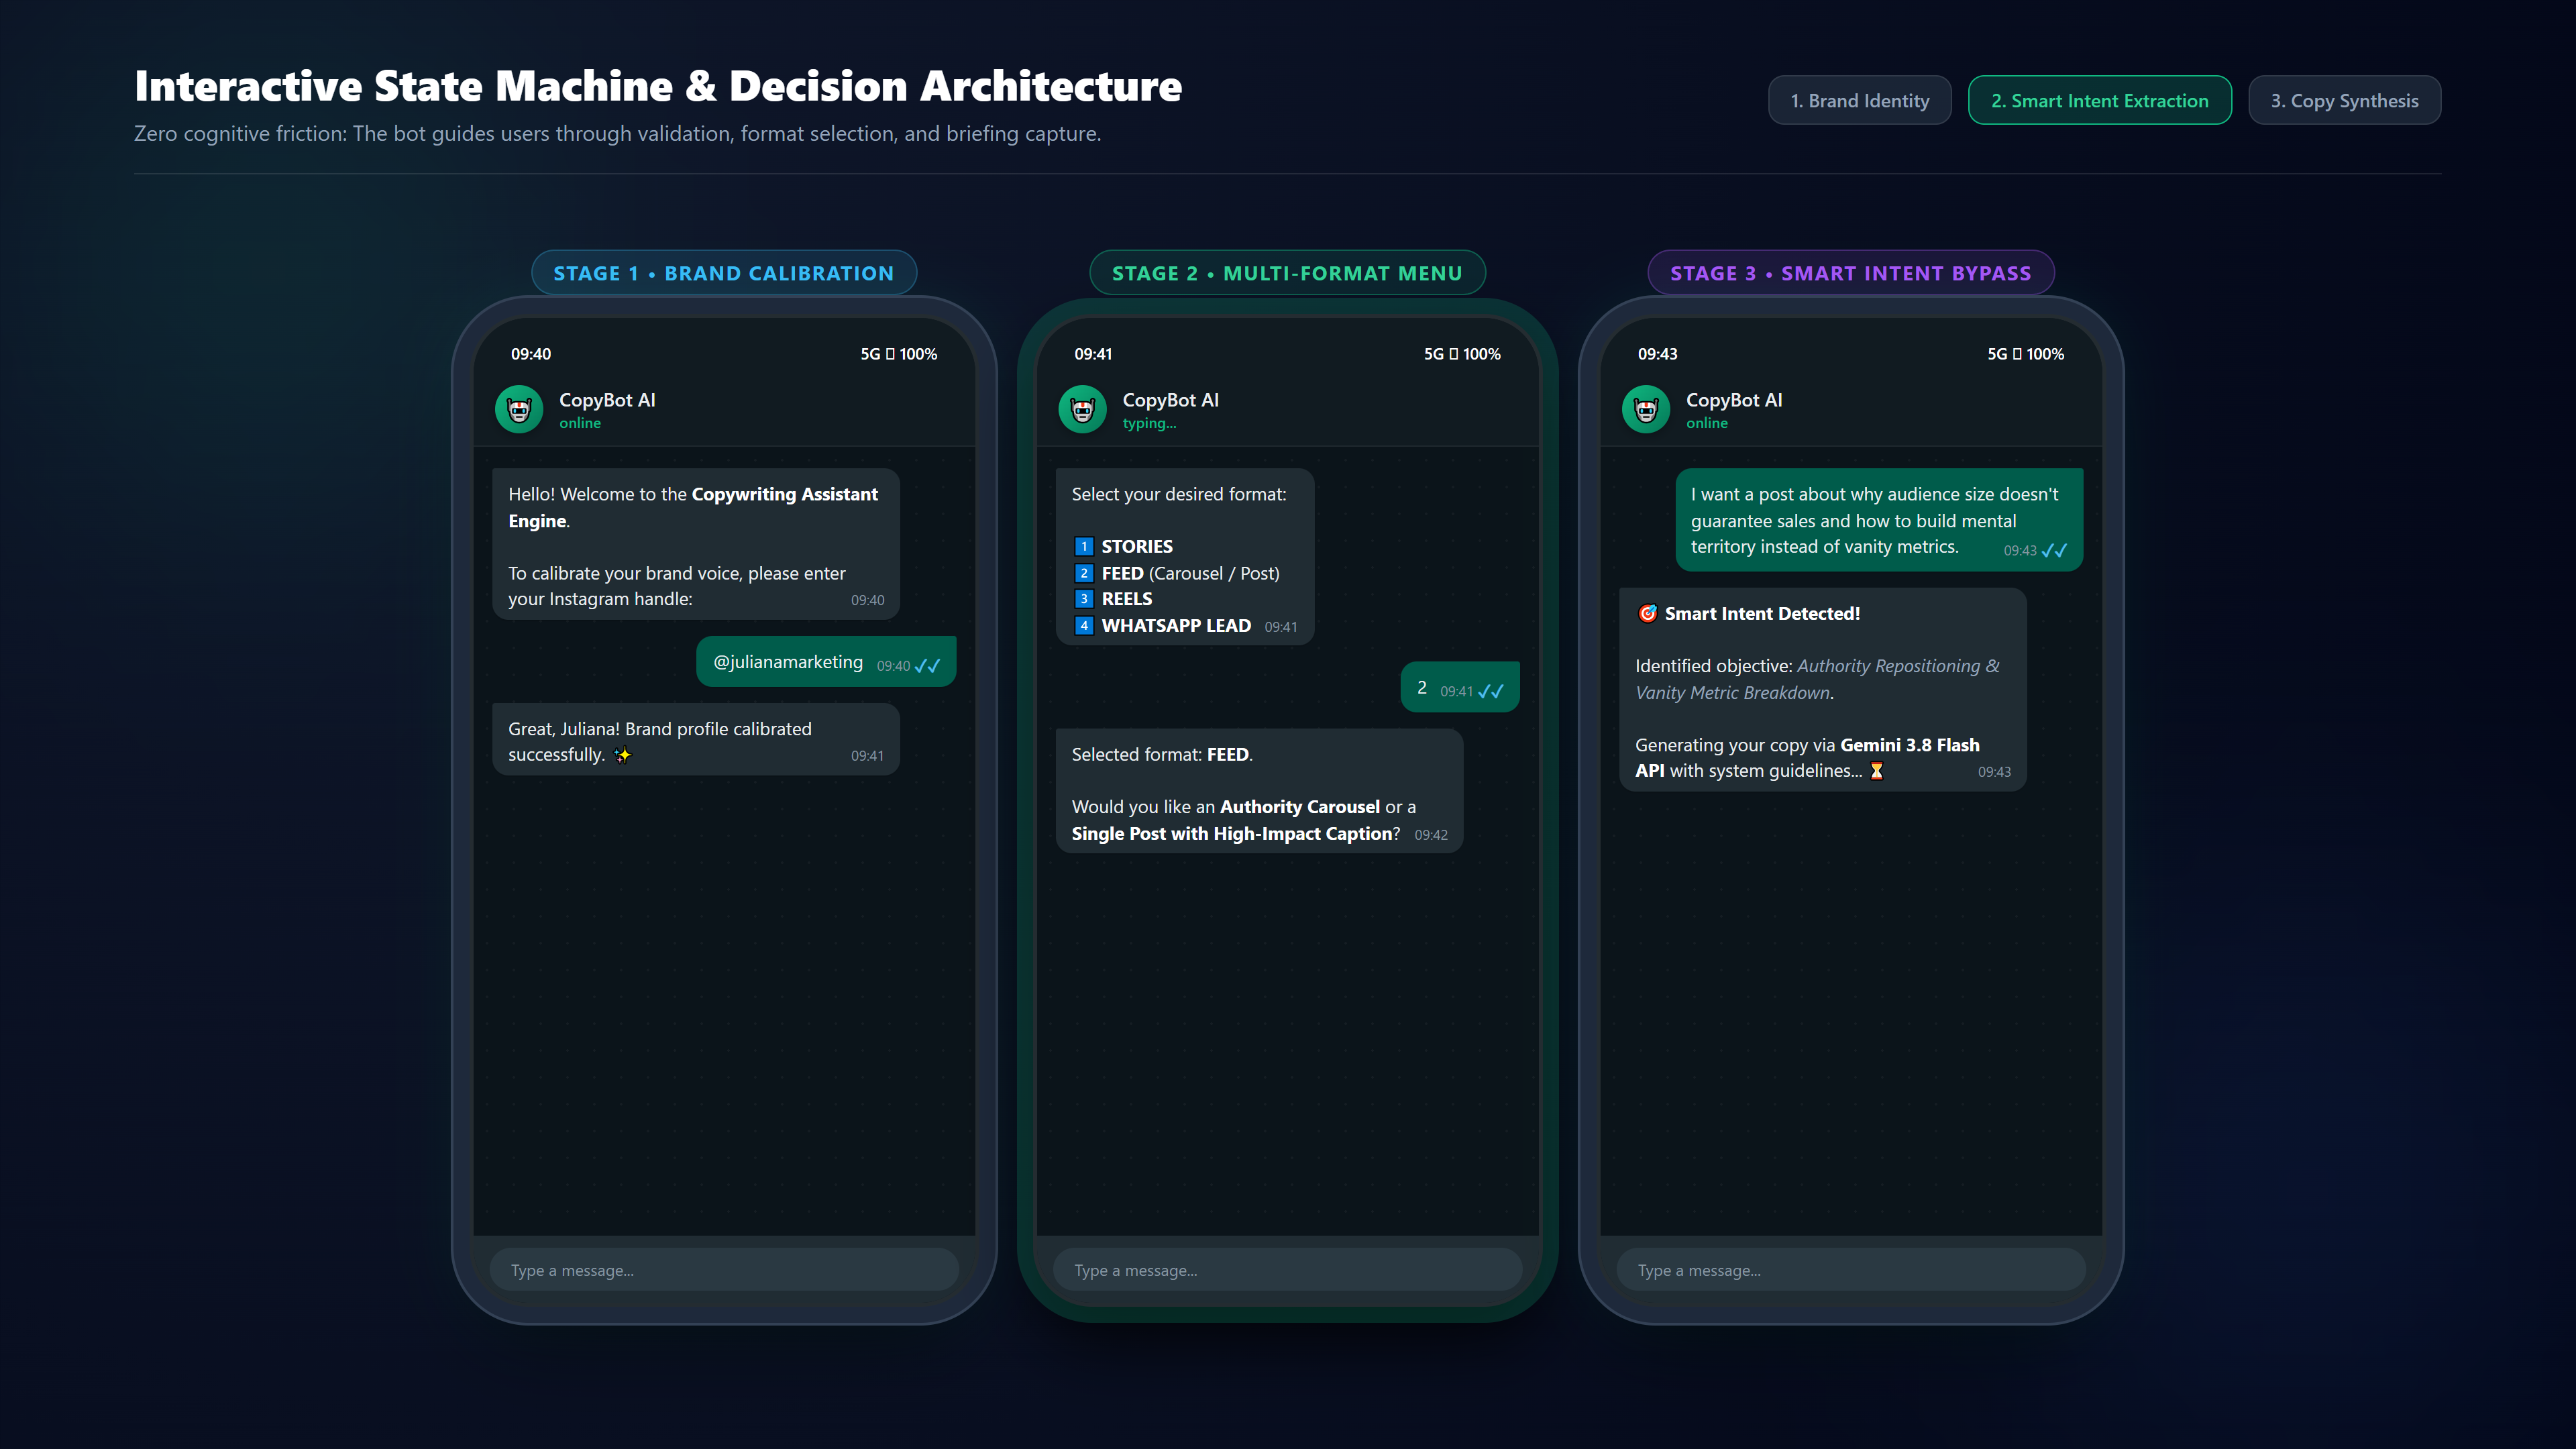 Interactive State Machine & Decision Architecture
Zero cognitive friction: The bot guides users through validation, format selection, and briefing capture.
1. Brand Identity
2. Smart Intent Extraction
3. Copy Synthesis
STAGE 1 • BRAND CALIBRATION
09:40
5G ▯ 100%
CopyBot AI
online
Hello! Welcome to the Copywriting Assistant
Engine.
To calibrate your brand voice, please enter
your Instagram handle:
09:40
@julianamarketing
09:40 ✓✓
Great, Juliana! Brand profile calibrated
successfully. ✨
09:41
Type a message...
STAGE 2 • MULTI-FORMAT MENU
09:41
5G ▯ 100%
CopyBot AI
typing...
Select your desired format:
1️⃣ STORIES
2️⃣ FEED (Carousel / Post)
3️⃣ REELS
4️⃣ WHATSAPP LEAD
09:41
2
09:41 ✓✓
Selected format: FEED.
Would you like an Authority Carousel or a
Single Post with High-Impact Caption?
09:42
Type a message...
STAGE 3 • SMART INTENT BYPASS
09:43
5G ▯ 100%
CopyBot AI
online
I want a post about why audience size doesn't
guarantee sales and how to build mental
territory instead of vanity metrics.
09:43 ✓✓
🎯 Smart Intent Detected!
Identified objective: Authority Repositioning &
Vanity Metric Breakdown.
Generating your copy via Gemini 3.8 Flash
API with system guidelines... ⏳
09:43
Type a message...